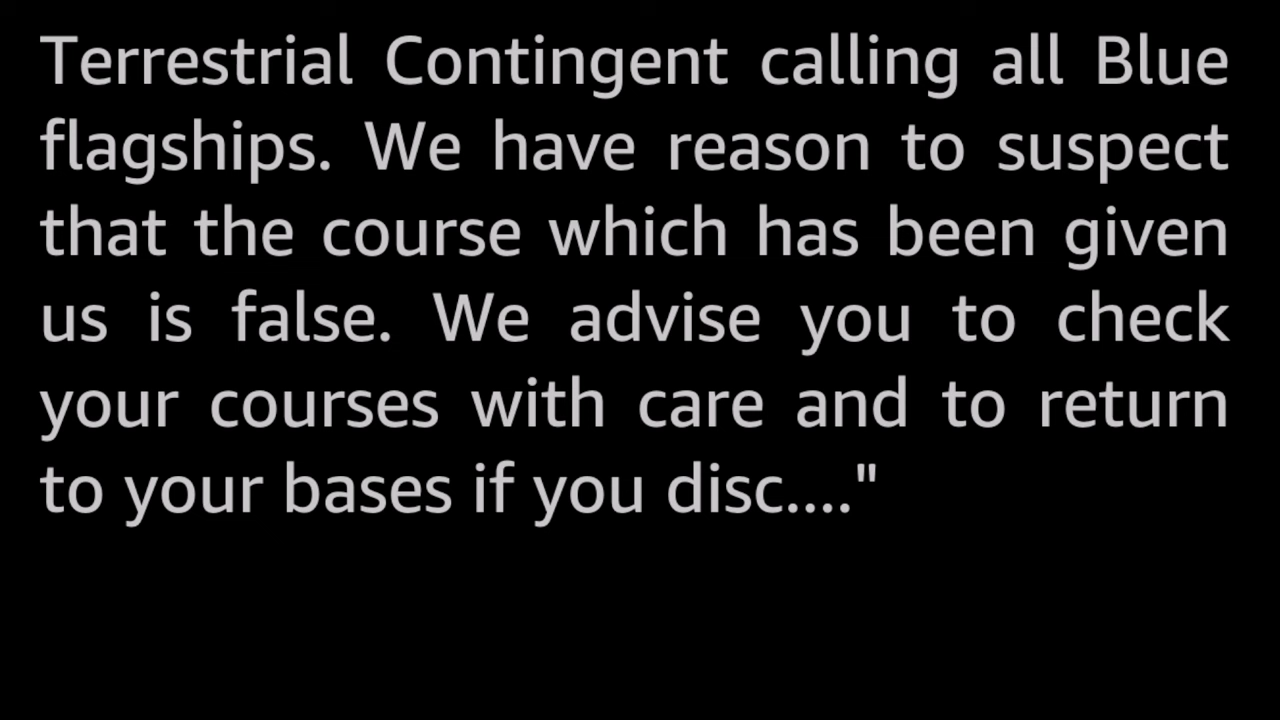 Terrestrial Contingent calling all Blue
flagships. We have reason to suspect
that the course which has been given
us is false. We advise you to check
your courses with care and to return
to your bases if you disc...."